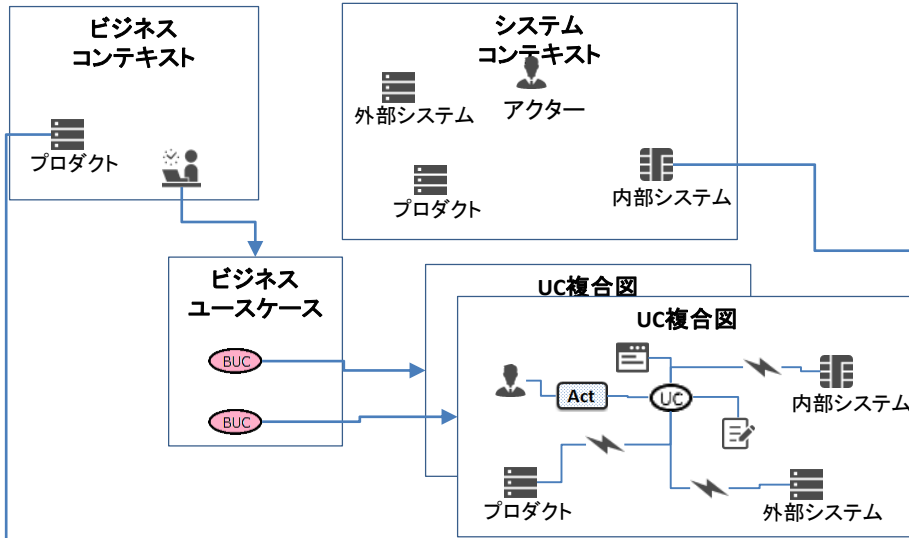 ビジネス
コンテキスト
プロダクト
システム
コンテキスト
外部システム
アクター
プロダクト
内部システム
ビジネス
ユースケース
BUC
BUC
UC複合図
UC複合図
Act
UC
内部システム
プロダクト
外部システム